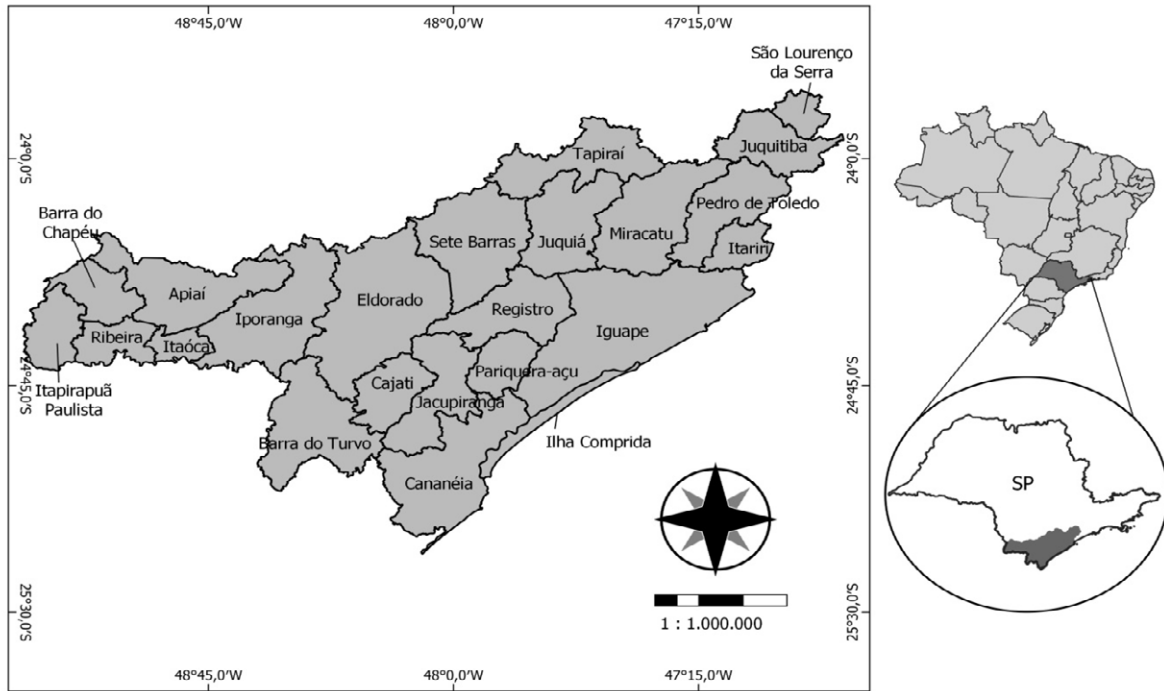 48°45,0'W
48°0,0'W
47°15,0'W
São Lourenço
da Serra
24°0,0'S
24°0,0'S
Juquitiba
Tapiraí
Pedro de Toledo
Barra do
Chapéu
Sete Barras
Juquiá
Miracatu
Itariri
Apiaí
Eldorado
Iporanga
Registro
Iguape
Ribeira
Itaóca
24°45,0'S
24°45,0'S
Itapirapuã
Paulista
Cajati
Pariquera-açu
Jacupiranga
Barra do Turvo
Ilha Comprida
Cananéia
SP
25°30,0'S
25°30,0'S
1 : 1.000.000
48°45,0'W
48°0,0'W
47°15,0'W